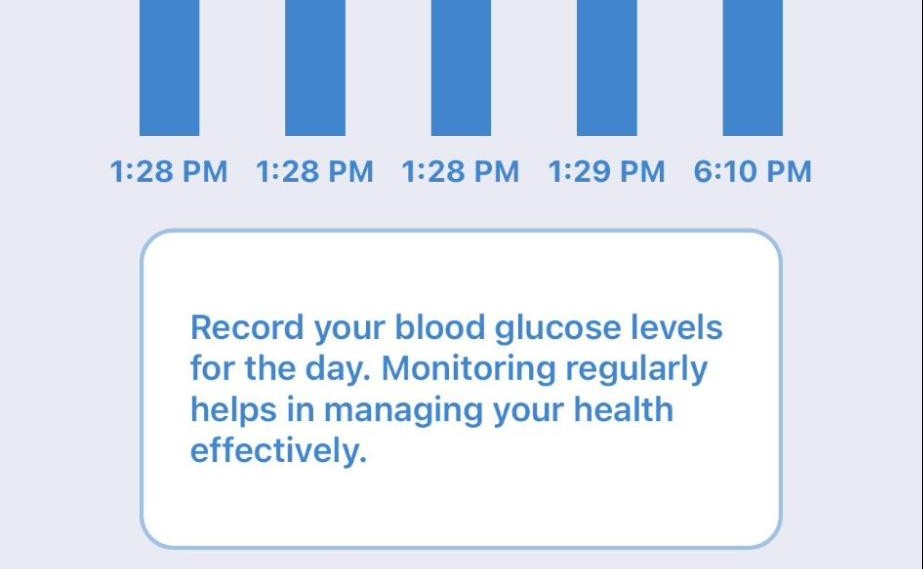 1:28 PM 1:28 PM 1:28 PM 1:29 PM 6:10 PM
Record your blood glucose levels
for the day. Monitoring regularly
helps in managing your health
effectively.